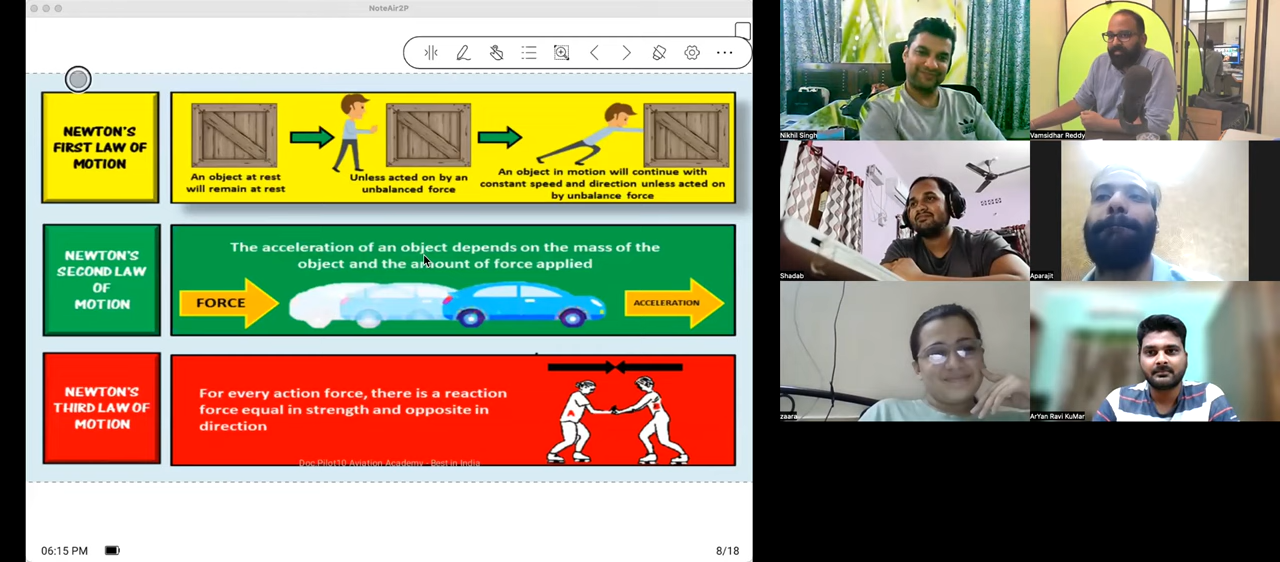 NoteAir2P
NEWTON'S
FIRST LAW OF
MOTION
An object at rest
will remain at rest
Unless acted on by an
unbalanced force
An object in motion will continue with
constant speed and direction unless acted on
by unbalance force
NEWTON'S
SECOND LAW
OF
MOTION
The acceleration of an object depends on the mass of the
object and the amount of force applied
FORCE
ACCELERATION
NEWTON'S
THIRD LAW OF
MOTION
For every action force, there is a reaction
force equal in strength and opposite in
direction
A
Doc Pilot10 Aviation Academy - Best in India
06:15 PM
8/18
Nikhil Singh
Vamsidhar Reddy
Shadab
Aparajit
zaara
ArYan Ravi KuMar